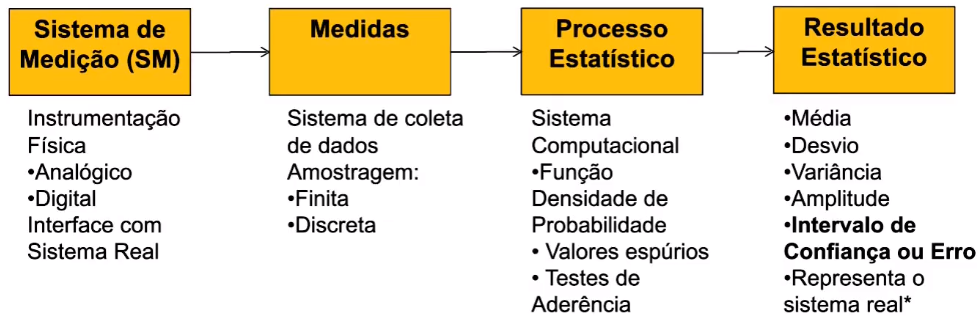 Sistema de
Medição (SM)
Medidas
Processo
Estatístico
Resultado
Estatístico
Instrumentação
Física
•Analógico
•Digital
Interface com
Sistema Real
Sistema de coleta
de dados
Amostragem:
•Finita
•Discreta
Sistema
Computacional
•Função
Densidade de
Probabilidade
• Valores espúrios
• Testes de
Aderência
•Média
•Desvio
•Variância
•Amplitude
•Intervalo de
Confiança ou Erro
•Representa o
sistema real*